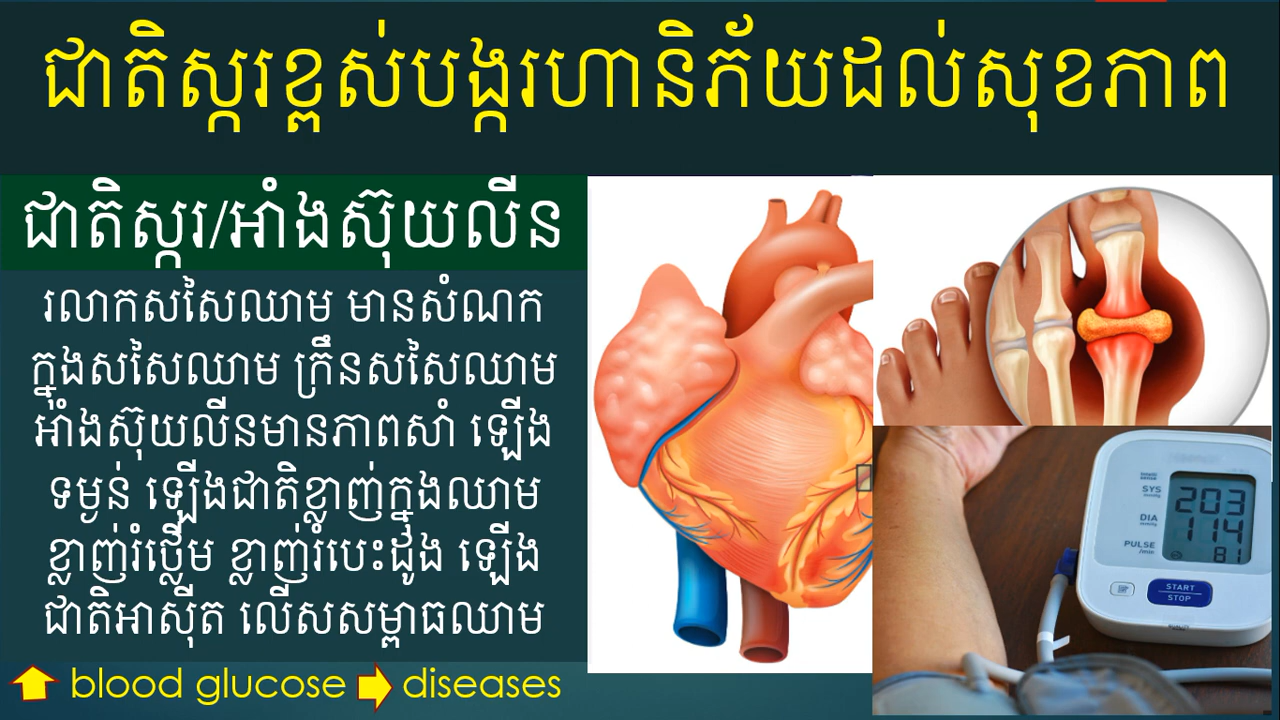 ជាតិស្ករខ្ពស់បង្ករហានិភ័យដល់សុខភាព
ជាតិស្ករ/អាំងស៊ុយលីន
រលាកសសៃឈាម មានសំណក
ក្នុងសសៃឈាម ក្រឹនសសៃឈាម
អាំងស៊ុយលីនមានភាពសាំ ឡើង
ទម្ងន់ ឡើងជាតិខ្លាញ់ក្នុងឈាម
ខ្លាញ់រំថ្លើម ខ្លាញ់រំបេះដូង ឡើង
ជាតិអាស៊ីត លើសសម្ពាធឈាម
blood glucose diseases
SYS
mmHg
203
DIA
mmHg
114
PULSE
/min
81
START
STOP